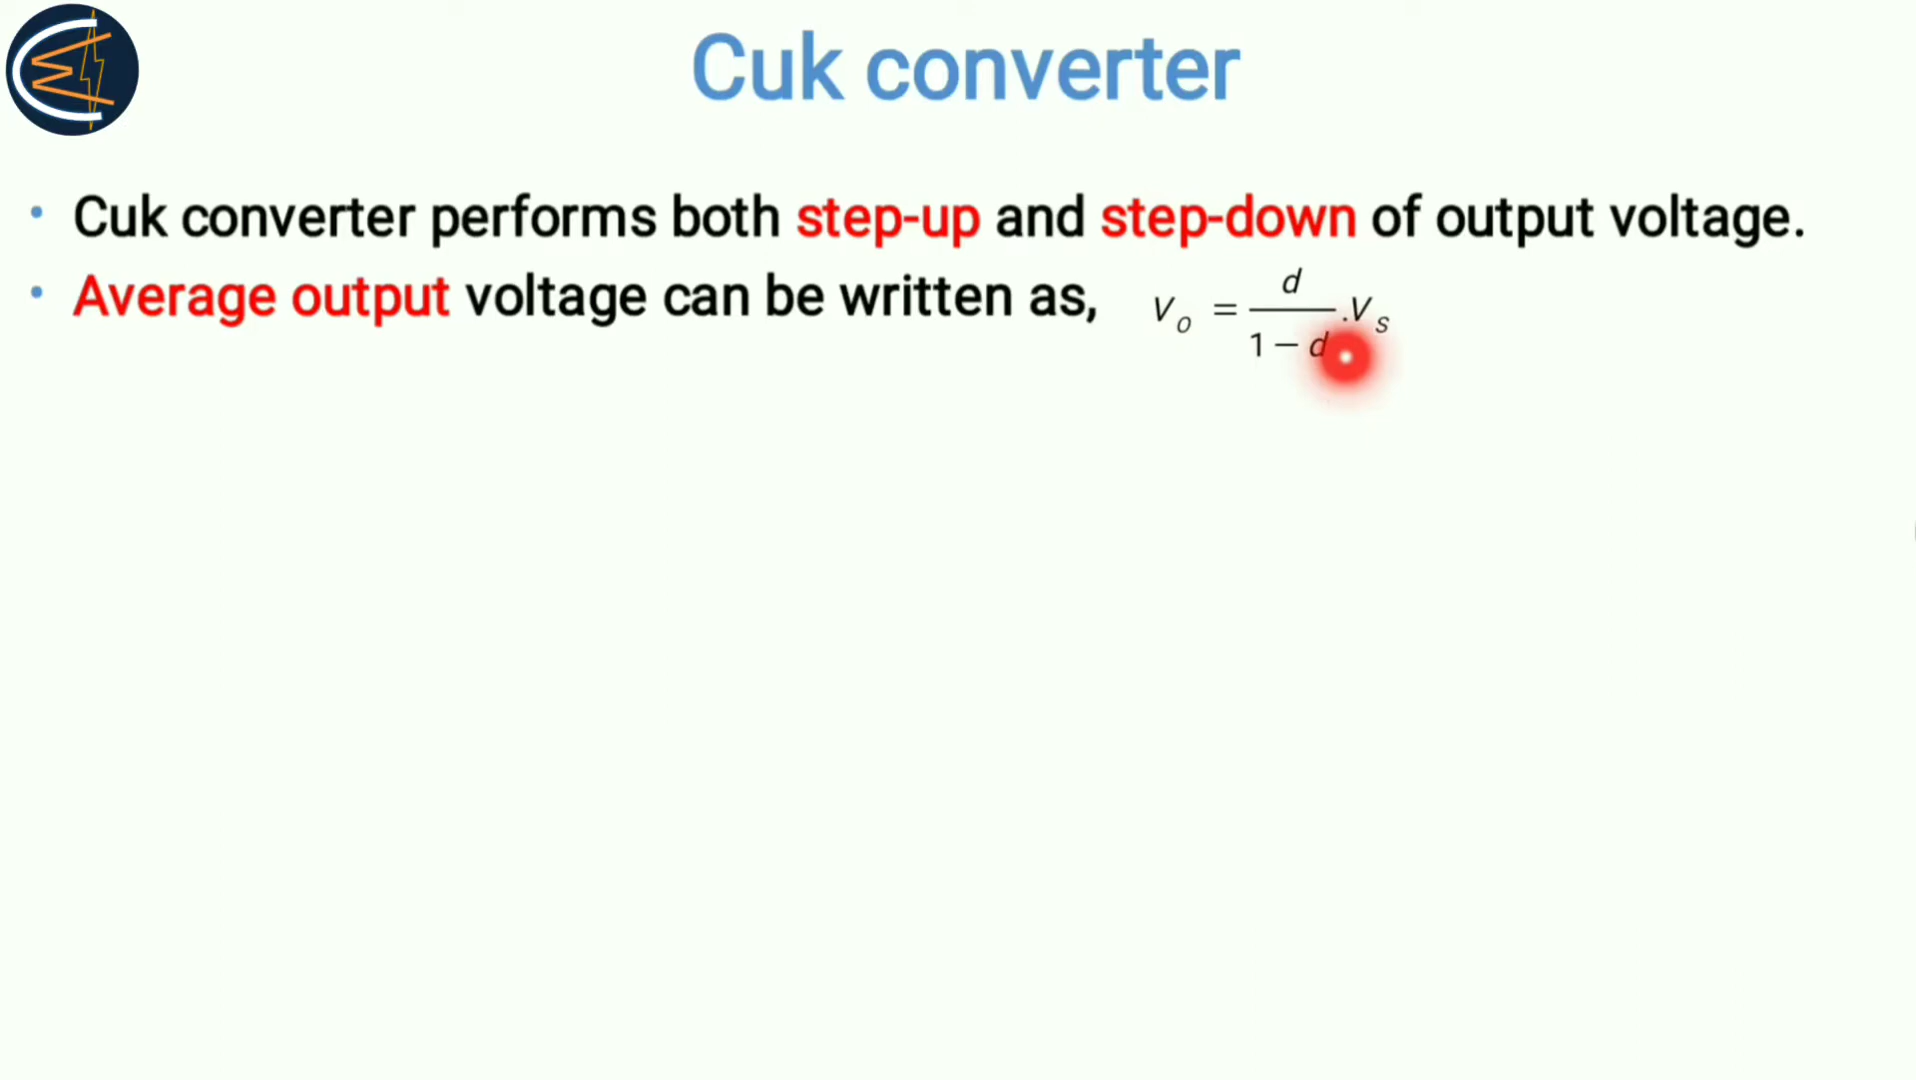 Cuk converter
• Cuk converter performs both step-up and step-down of output voltage.
• Average output voltage can be written as, V_o = d / (1 − d) .V_s